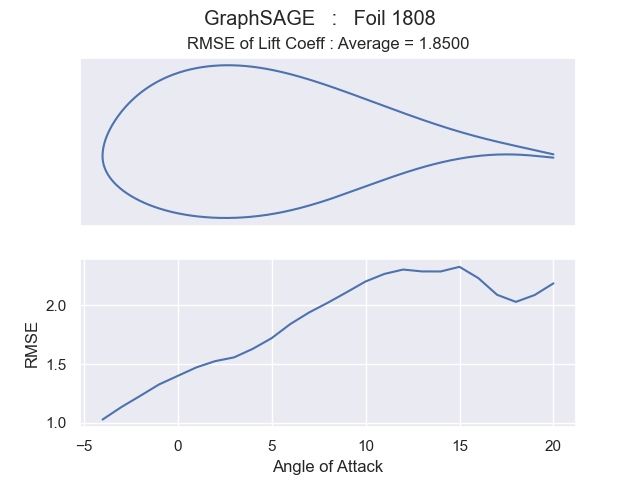 GraphSAGE   :   Foil 1808
RMSE of Lift Coeff : Average = 1.8500
2.0
1.5
1.0
RMSE
−5 0 5 10 15 20
Angle of Attack